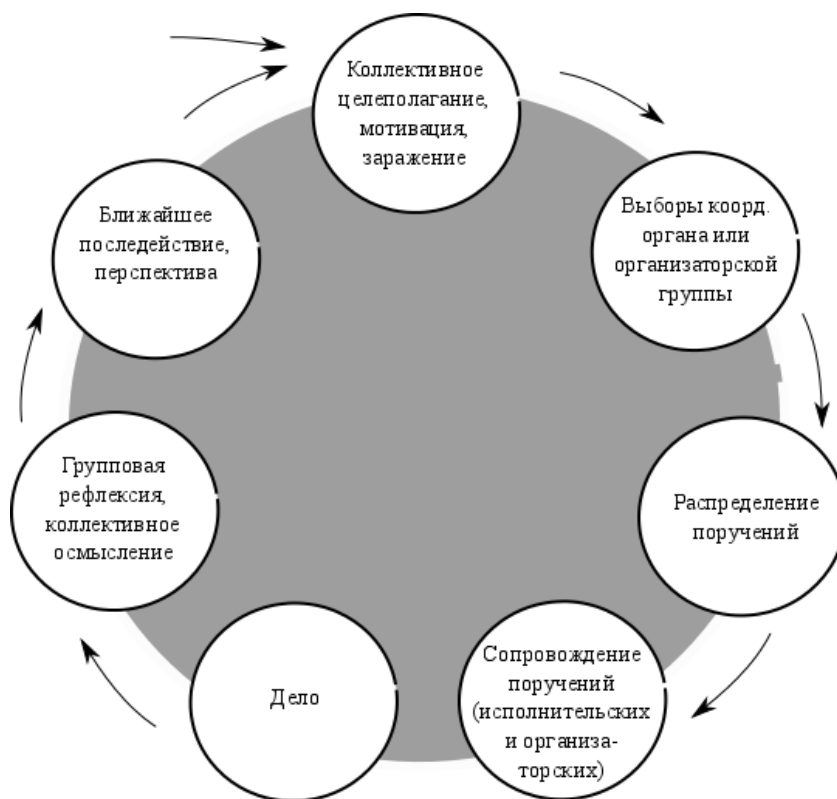 Коллективное
целеполагание,
мотивация,
заражение
Выборы коорд.
органа или
организаторской
группы
Распределение
поручений
Сопровождение
поручений
(исполнительских
и организа-
торских)
Дело
Групповая
рефлексия,
коллективное
осмысление
Ближайшее
последействие,
перспектива